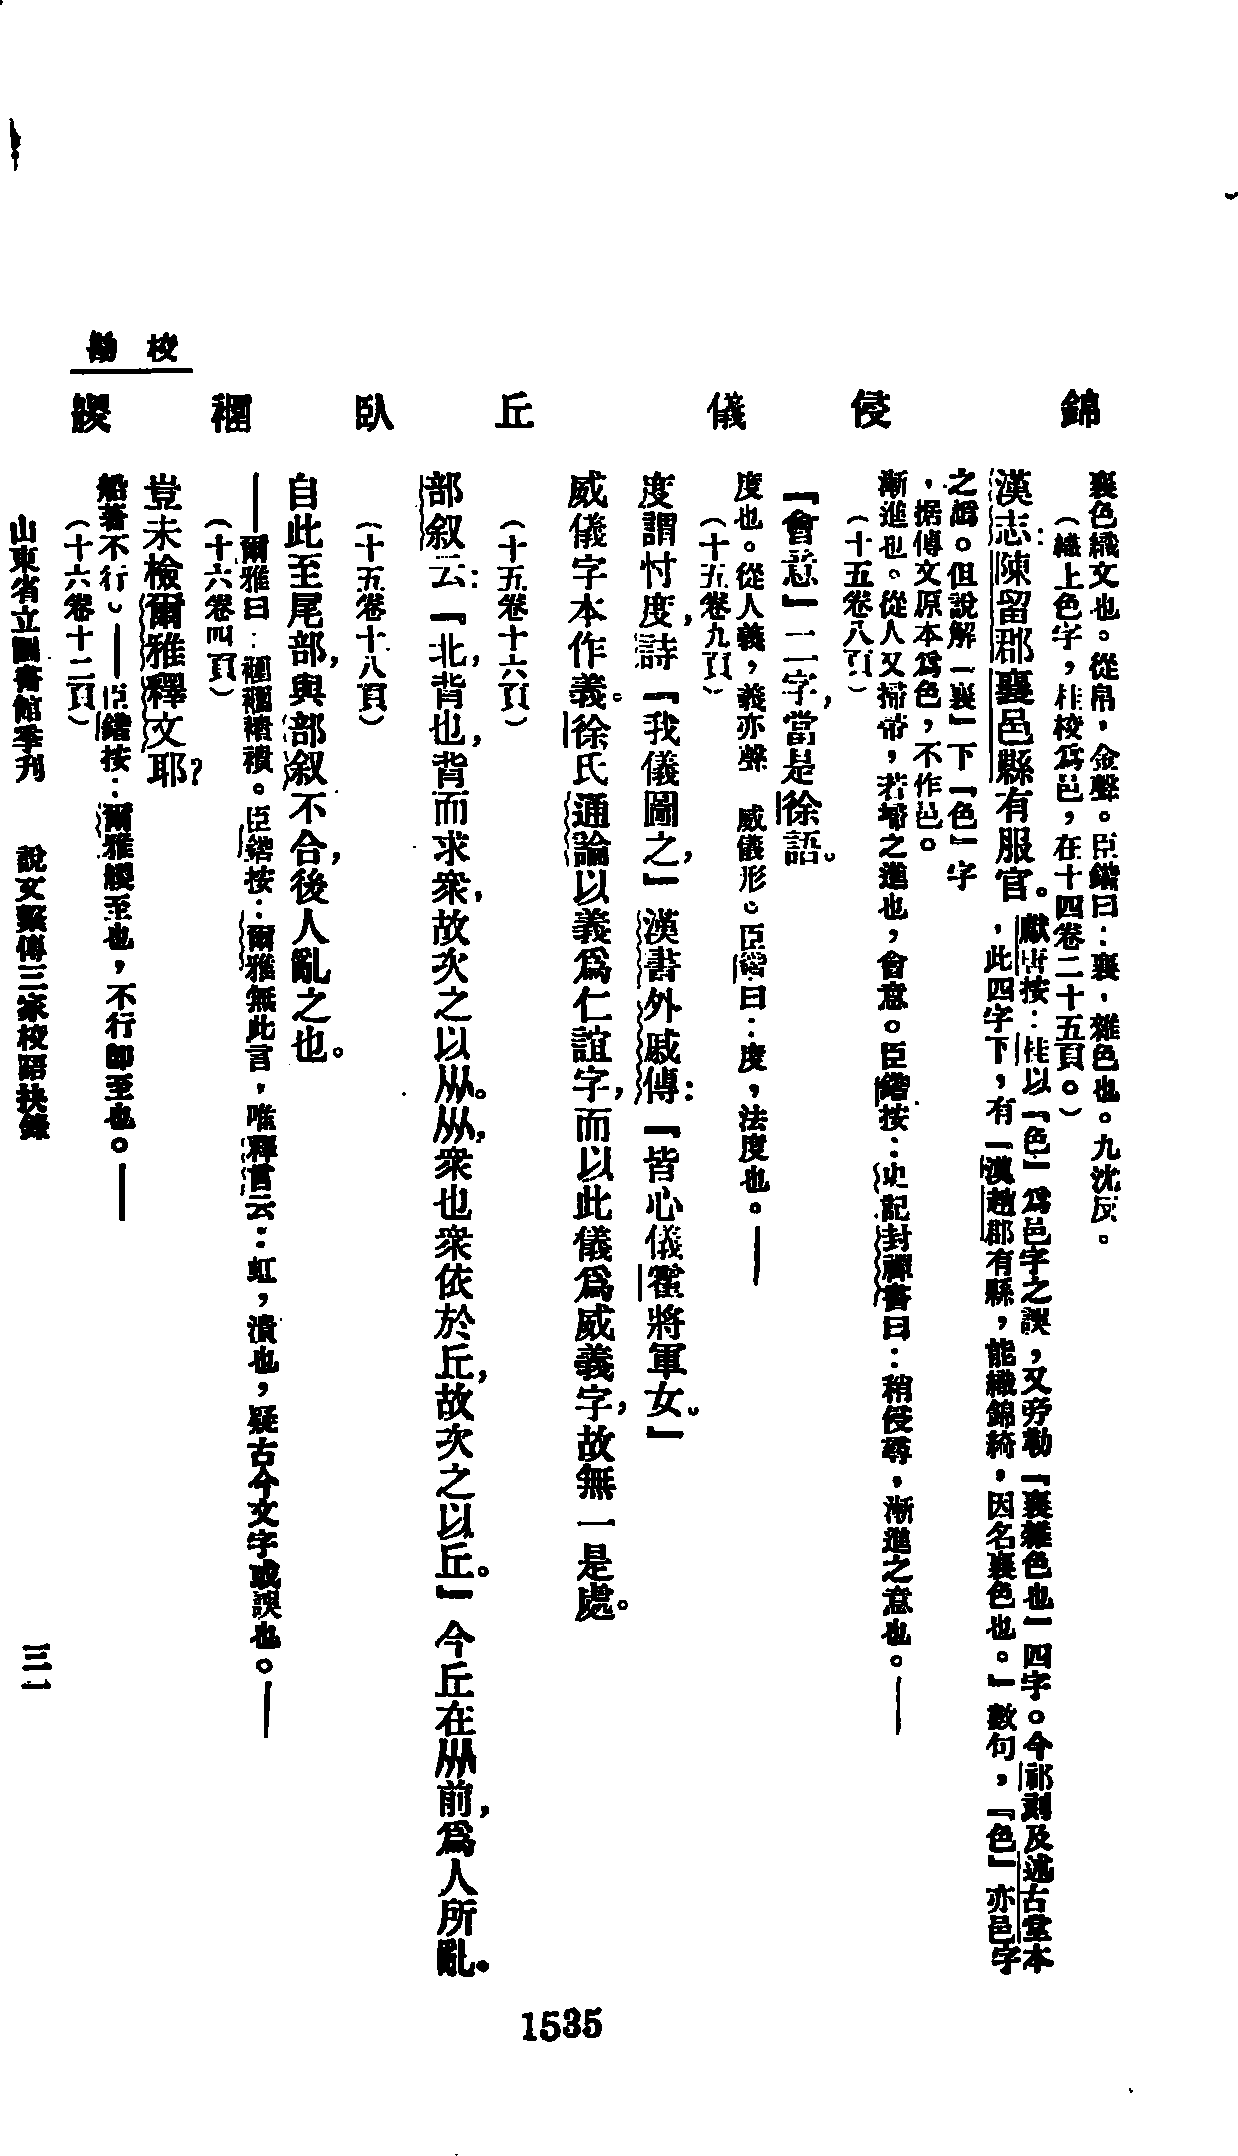 校勘
錦
襄色織文也。從帛，金聲。臣鍇曰：襄，雜色也。九沈反。
（織上色字，桂校爲邑，在十四卷二十五頁。）
漢志：陳留郡襄邑縣有服官。
獻唐按：桂以「色」爲邑字之誤，又旁勒「襄雜色也」四字。今祁刻及述古堂本
，此四字下，有「漢趙郡有縣，能織錦綺，因名襄色也。」數句，「色」亦邑字
之譌。但說解「襄」下「色」字
，据傳文原本爲色，不作邑。
侵
漸進也。從人又持帚，若埽之進也，會意。臣鍇按：史記封禪書曰：稍侵尋，漸進之意也。——
（十五卷八頁）
「會意」二字，當是徐語。
儀
度也。從人義，義亦聲 威儀形。臣鍇曰：度，法度也。——
（十五卷九頁）
度謂忖度，詩「我儀圖之，」漢書外戚傳：「皆心儀霍將軍女。」
威儀字本作義。徐氏通論以義爲仁誼字，而以此儀爲威義字，故無一是處。
丘
（十五卷十六頁）
部叙云：「北，背也，背而求衆，故次之以㐺。㐺，衆也衆依於丘，故次之以丘。」今丘在㐺前，爲人所亂。
臥
（十五卷十八頁）
自此至尾部，與部叙不合，後人亂之也。
——爾雅曰：襀襀。臣鍇按：爾雅無此言，唯釋言云：虹，潰也，疑古今文字或誤也。——
（十六卷四頁）
豈未檢爾雅釋文耶？
艐
船著不行。——臣鍇按：爾雅艐至也，不行即至也。——
（十六卷十二頁）
山東省立圖書館季刊 說文繫傳三家校語抉錄
三一
1535